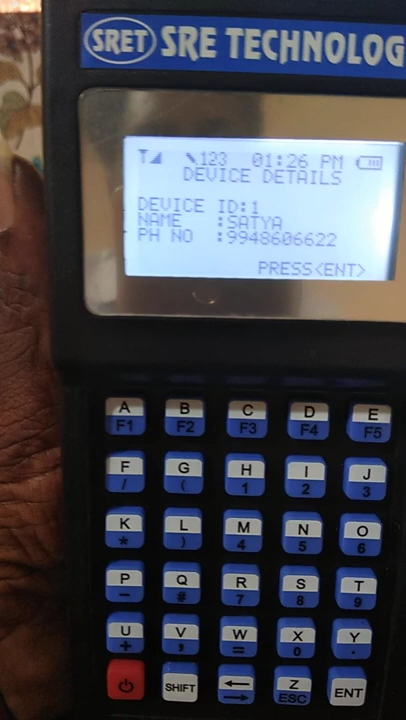 SRET SRE TECHNOLOG
123 01:26 PM
DEVICE DETAILS
DEVICE ID:1
NAME :SATYA
PH NO :9948606622
PRESS<ENT>
A B C D E
F1 F2 F3 F4 F5
F G H I J
/ ( 1 2 3
K L M N O
* ) 4 5 6
P Q R S T
- # 7 8 9
U V W X Y
+ , = 0 .
SHIFT Z ENT
ESC